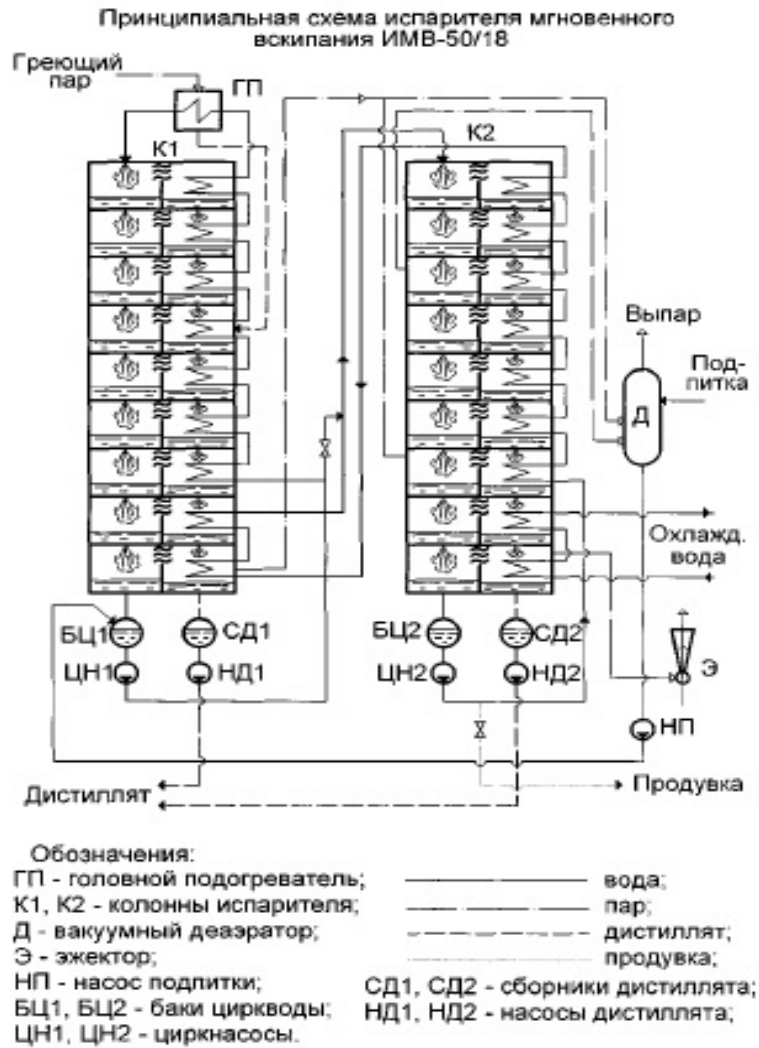 Принципиальная схема испарителя мгновенного
вскипания ИМВ-50/18
Греющий
пар
ГП
К1
К2
Выпар
Под-
питка
Д
Охлажд.
вода
БЦ1
СД1
БЦ2
СД2
ЦН1
НД1
ЦН2
НД2
Э
НП
Дистиллят
Продувка
Обозначения:
ГП - головной подогреватель;
К1, К2 - колонны испарителя;
Д - вакуумный деаэратор;
Э - эжектор;
НП - насос подпитки;
БЦ1, БЦ2 - баки циркводы;
ЦН1, ЦН2 - циркнасосы.
вода;
пар;
дистиллят;
продувка;
СД1, СД2 - сборники дистиллята;
НД1, НД2 - насосы дистиллята;